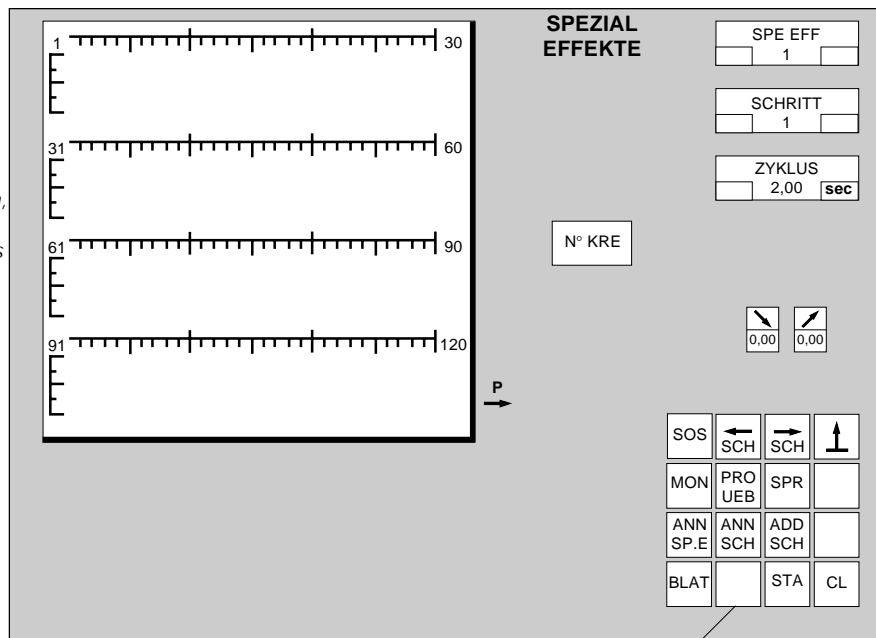 SPEZIAL
EFFEKTE
SPE EFF
1
SCHRITT
1
ZYKLUS
2,00 sec
1 30
31 60
61 90
91 120
N° KRE
0,00 0,00
P
SOS SCH SCH
MON PRO UEB SPR
ANN SP.E ANN SCH ADD SCH
BLAT STA CL